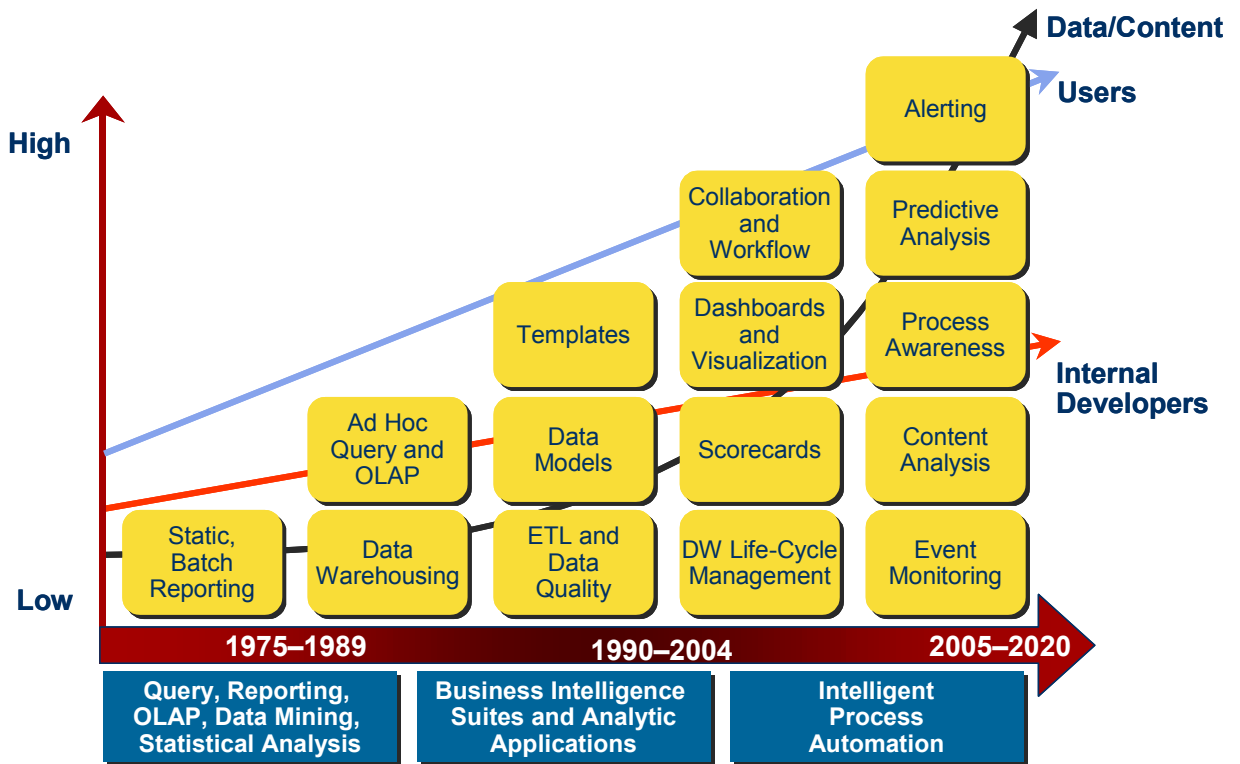 Data/Content
Users
High
Alerting
Collaboration
and
Workflow
Predictive
Analysis
Templates
Dashboards
and
Visualization
Process
Awareness
Internal
Developers
Ad Hoc
Query and
OLAP
Data
Models
Scorecards
Content
Analysis
Static,
Batch
Reporting
Data
Warehousing
ETL and
Data
Quality
DW Life-Cycle
Management
Event
Monitoring
Low
1975–1989
1990–2004
2005–2020
Query, Reporting,
OLAP, Data Mining,
Statistical Analysis
Business Intelligence
Suites and Analytic
Applications
Intelligent
Process
Automation